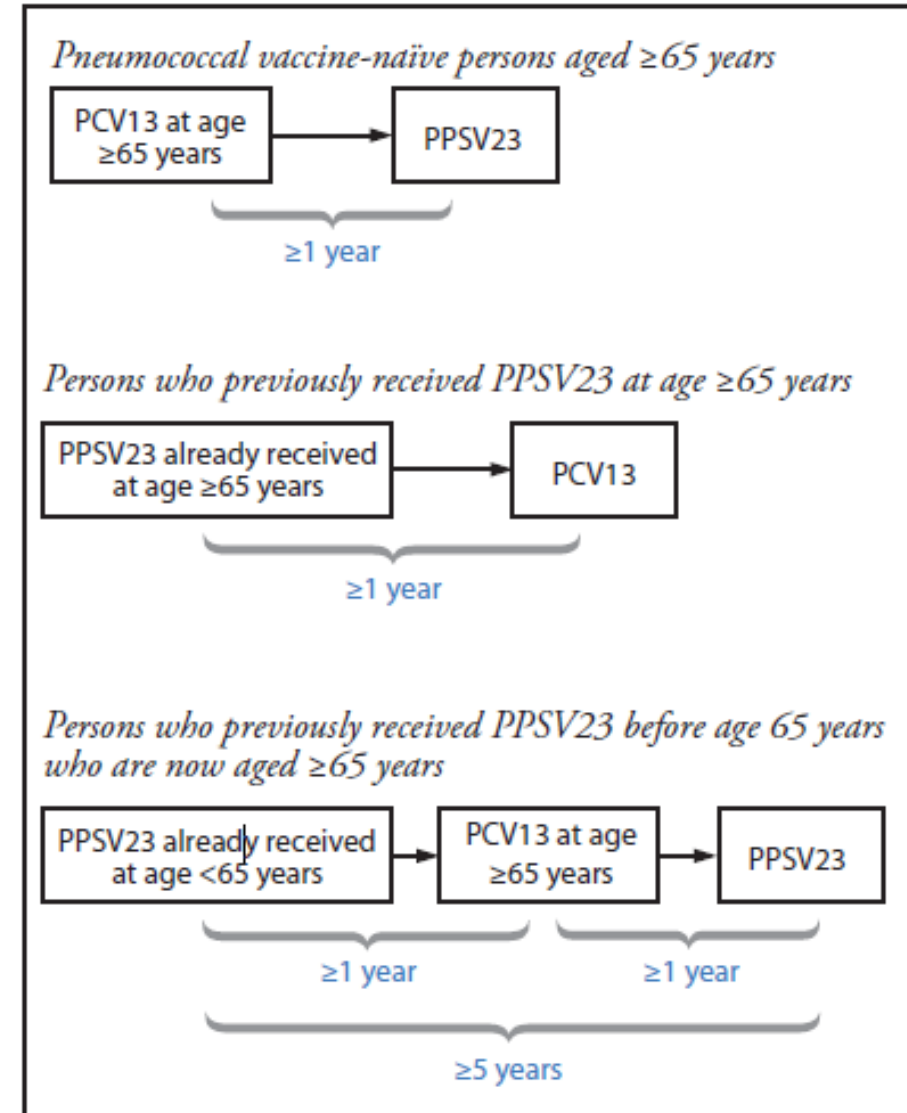 Pneumococcal vaccine-naïve persons aged ≥65 years
PCV13 at age
≥65 years
PPSV23
≥1 year
Persons who previously received PPSV23 at age ≥65 years
PPSV23 already received
at age ≥65 years
PCV13
≥1 year
Persons who previously received PPSV23 before age 65 years
who are now aged ≥65 years
PPSV23 already received
at age <65 years
PCV13 at age
≥65 years
PPSV23
≥1 year
≥1 year
≥5 years